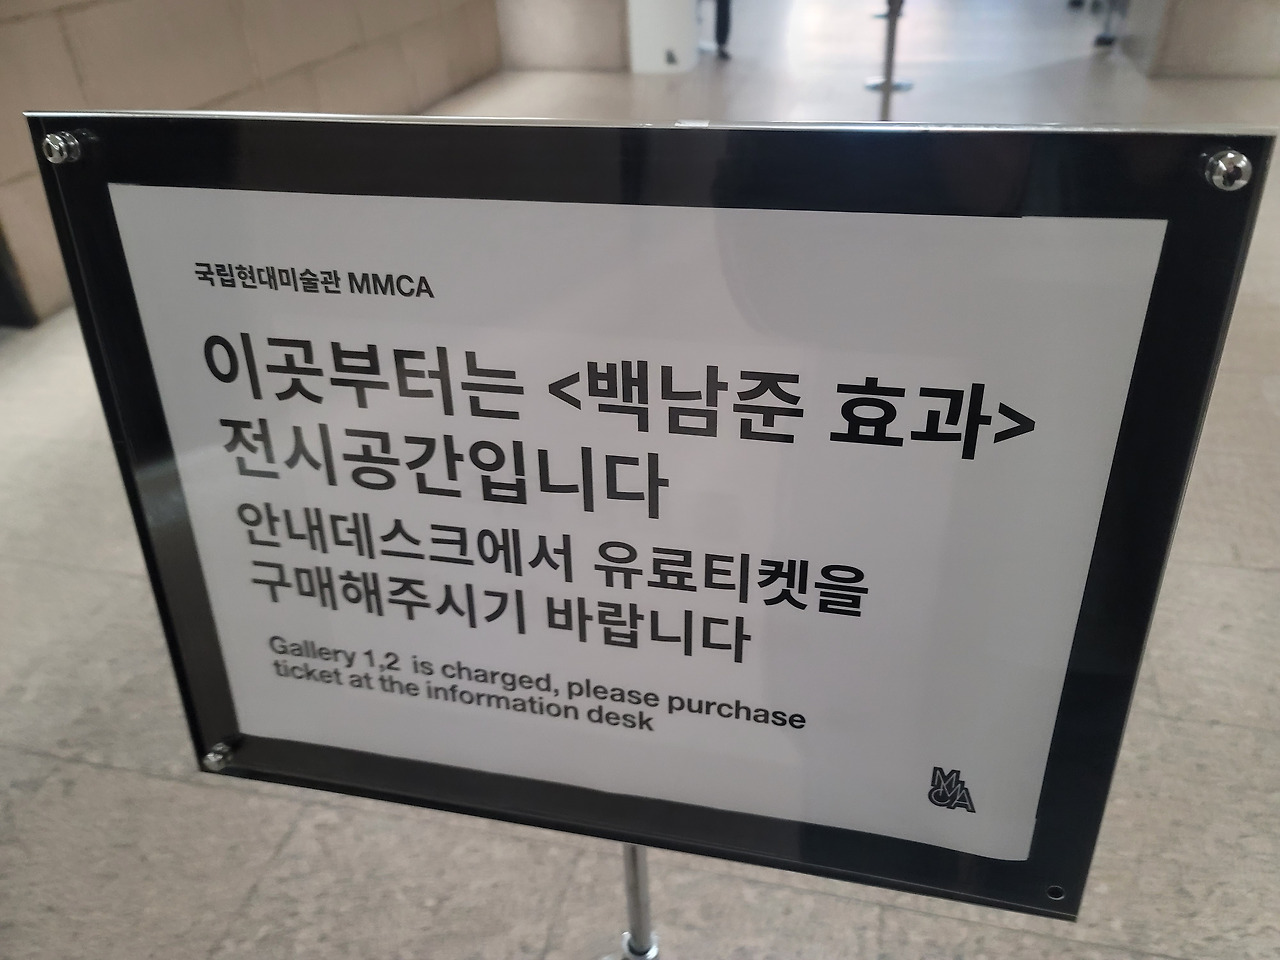 국립현대미술관 MMCA
이곳부터는 <백남준 효과>
전시공간입니다
안내데스크에서 유료티켓을
구매해주시기 바랍니다
Gallery 1,2 is charged, please purchase
ticket at the information desk
MMCA